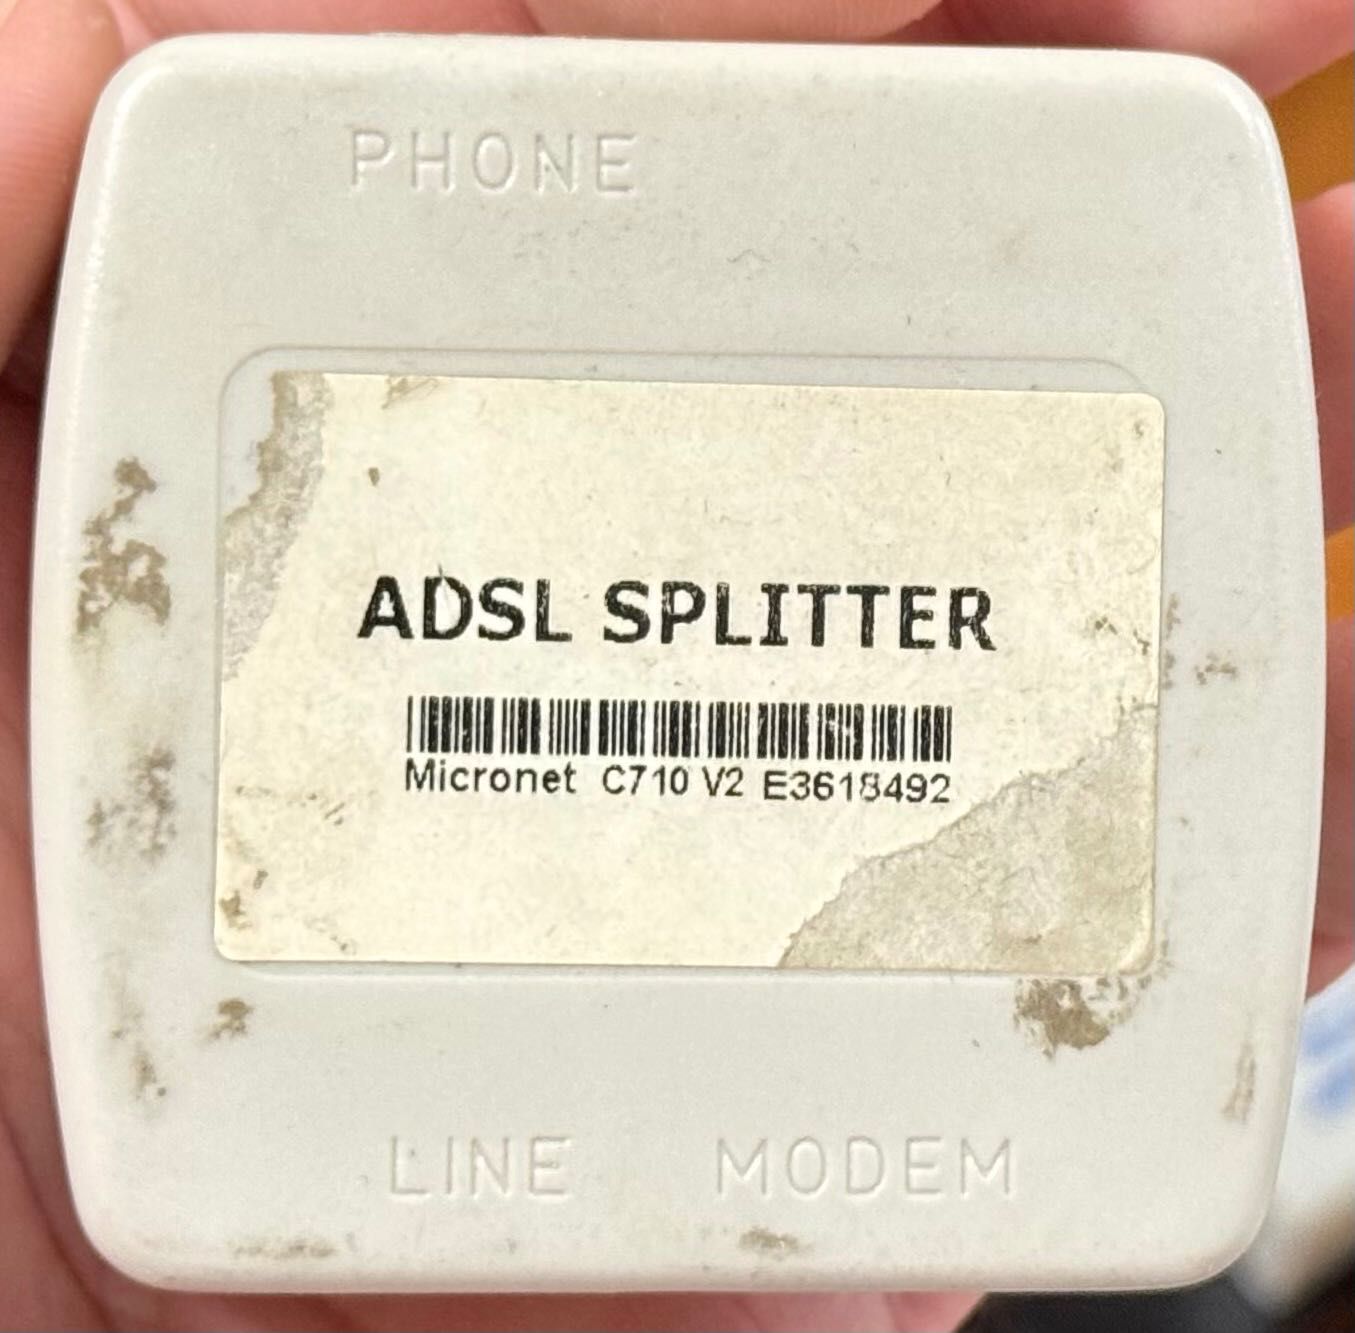 PHONE
ADSL SPLITTER
Micronet C710 V2 E3618492
LINE MODEM